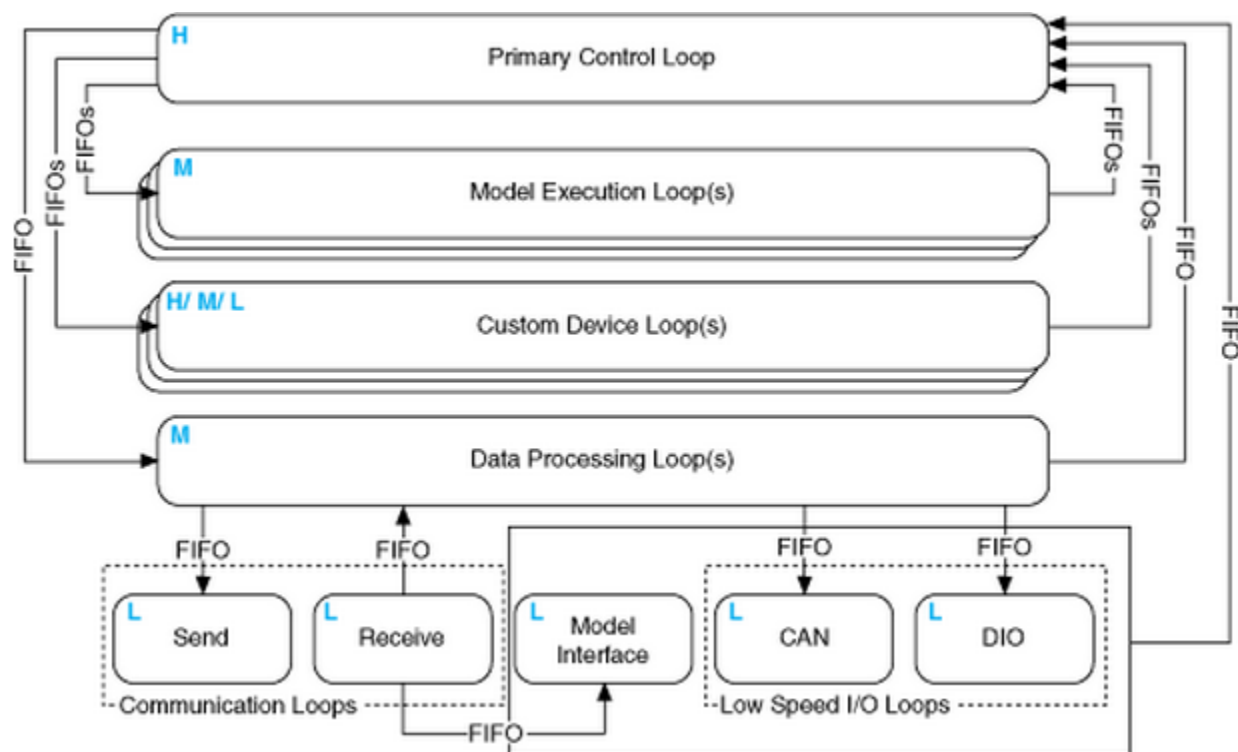 H
Primary Control Loop
FIFOs
FIFOs
M
Model Execution Loop(s)
FIFOs
FIFOs
FIFO
FIFO
H/ M/ L
Custom Device Loop(s)
FIFO
M
Data Processing Loop(s)
FIFO
FIFO
FIFO
FIFO
L
Send
L
Receive
L
Model
Interface
L
CAN
L
DIO
Communication Loops
Low Speed I/O Loops
FIFO